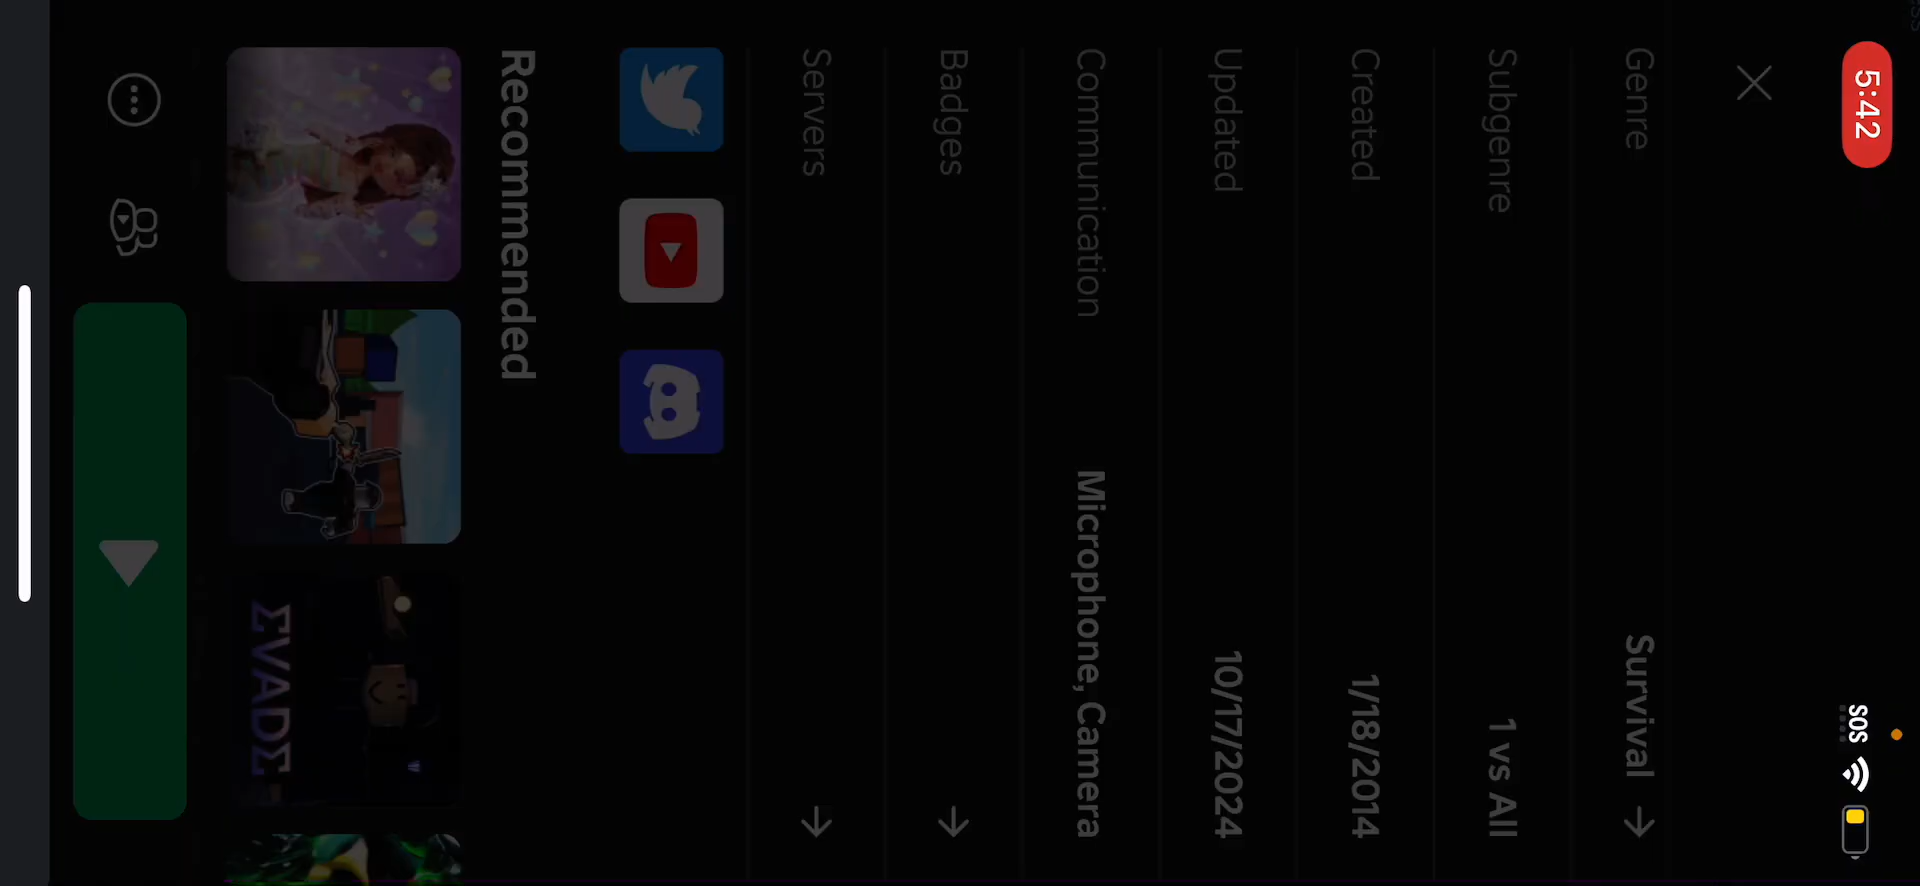 5:42
SOS
Genre
Survival
Subgenre
1 vs All
Created
1/18/2014
Updated
10/17/2024
Communication
Microphone, Camera
Badges
Servers
Recommended
ΣVADΣ